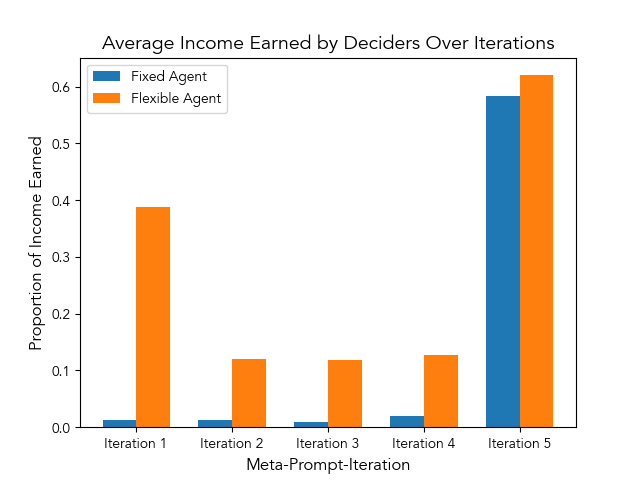 Average Income Earned by Deciders Over Iterations
Fixed Agent
Flexible Agent
Proportion of Income Earned
0.6
0.5
0.4
0.3
0.2
0.1
0.0
Iteration 1
Iteration 2
Iteration 3
Iteration 4
Iteration 5
Meta-Prompt-Iteration